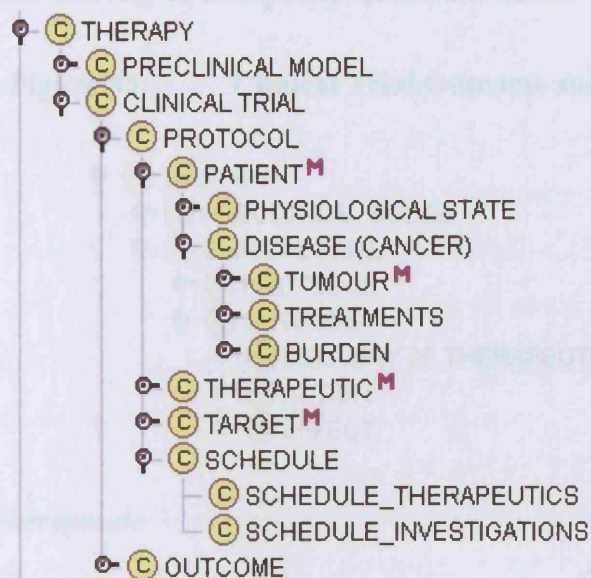 C THERAPY
C PRECLINICAL MODEL
C CLINICAL TRIAL
C PROTOCOL
C PATIENT M
C PHYSIOLOGICAL STATE
C DISEASE (CANCER)
C TUMOUR M
C TREATMENTS
C BURDEN
C THERAPEUTIC M
C TARGET M
C SCHEDULE
C SCHEDULE_THERAPEUTICS
C SCHEDULE_INVESTIGATIONS
C OUTCOME